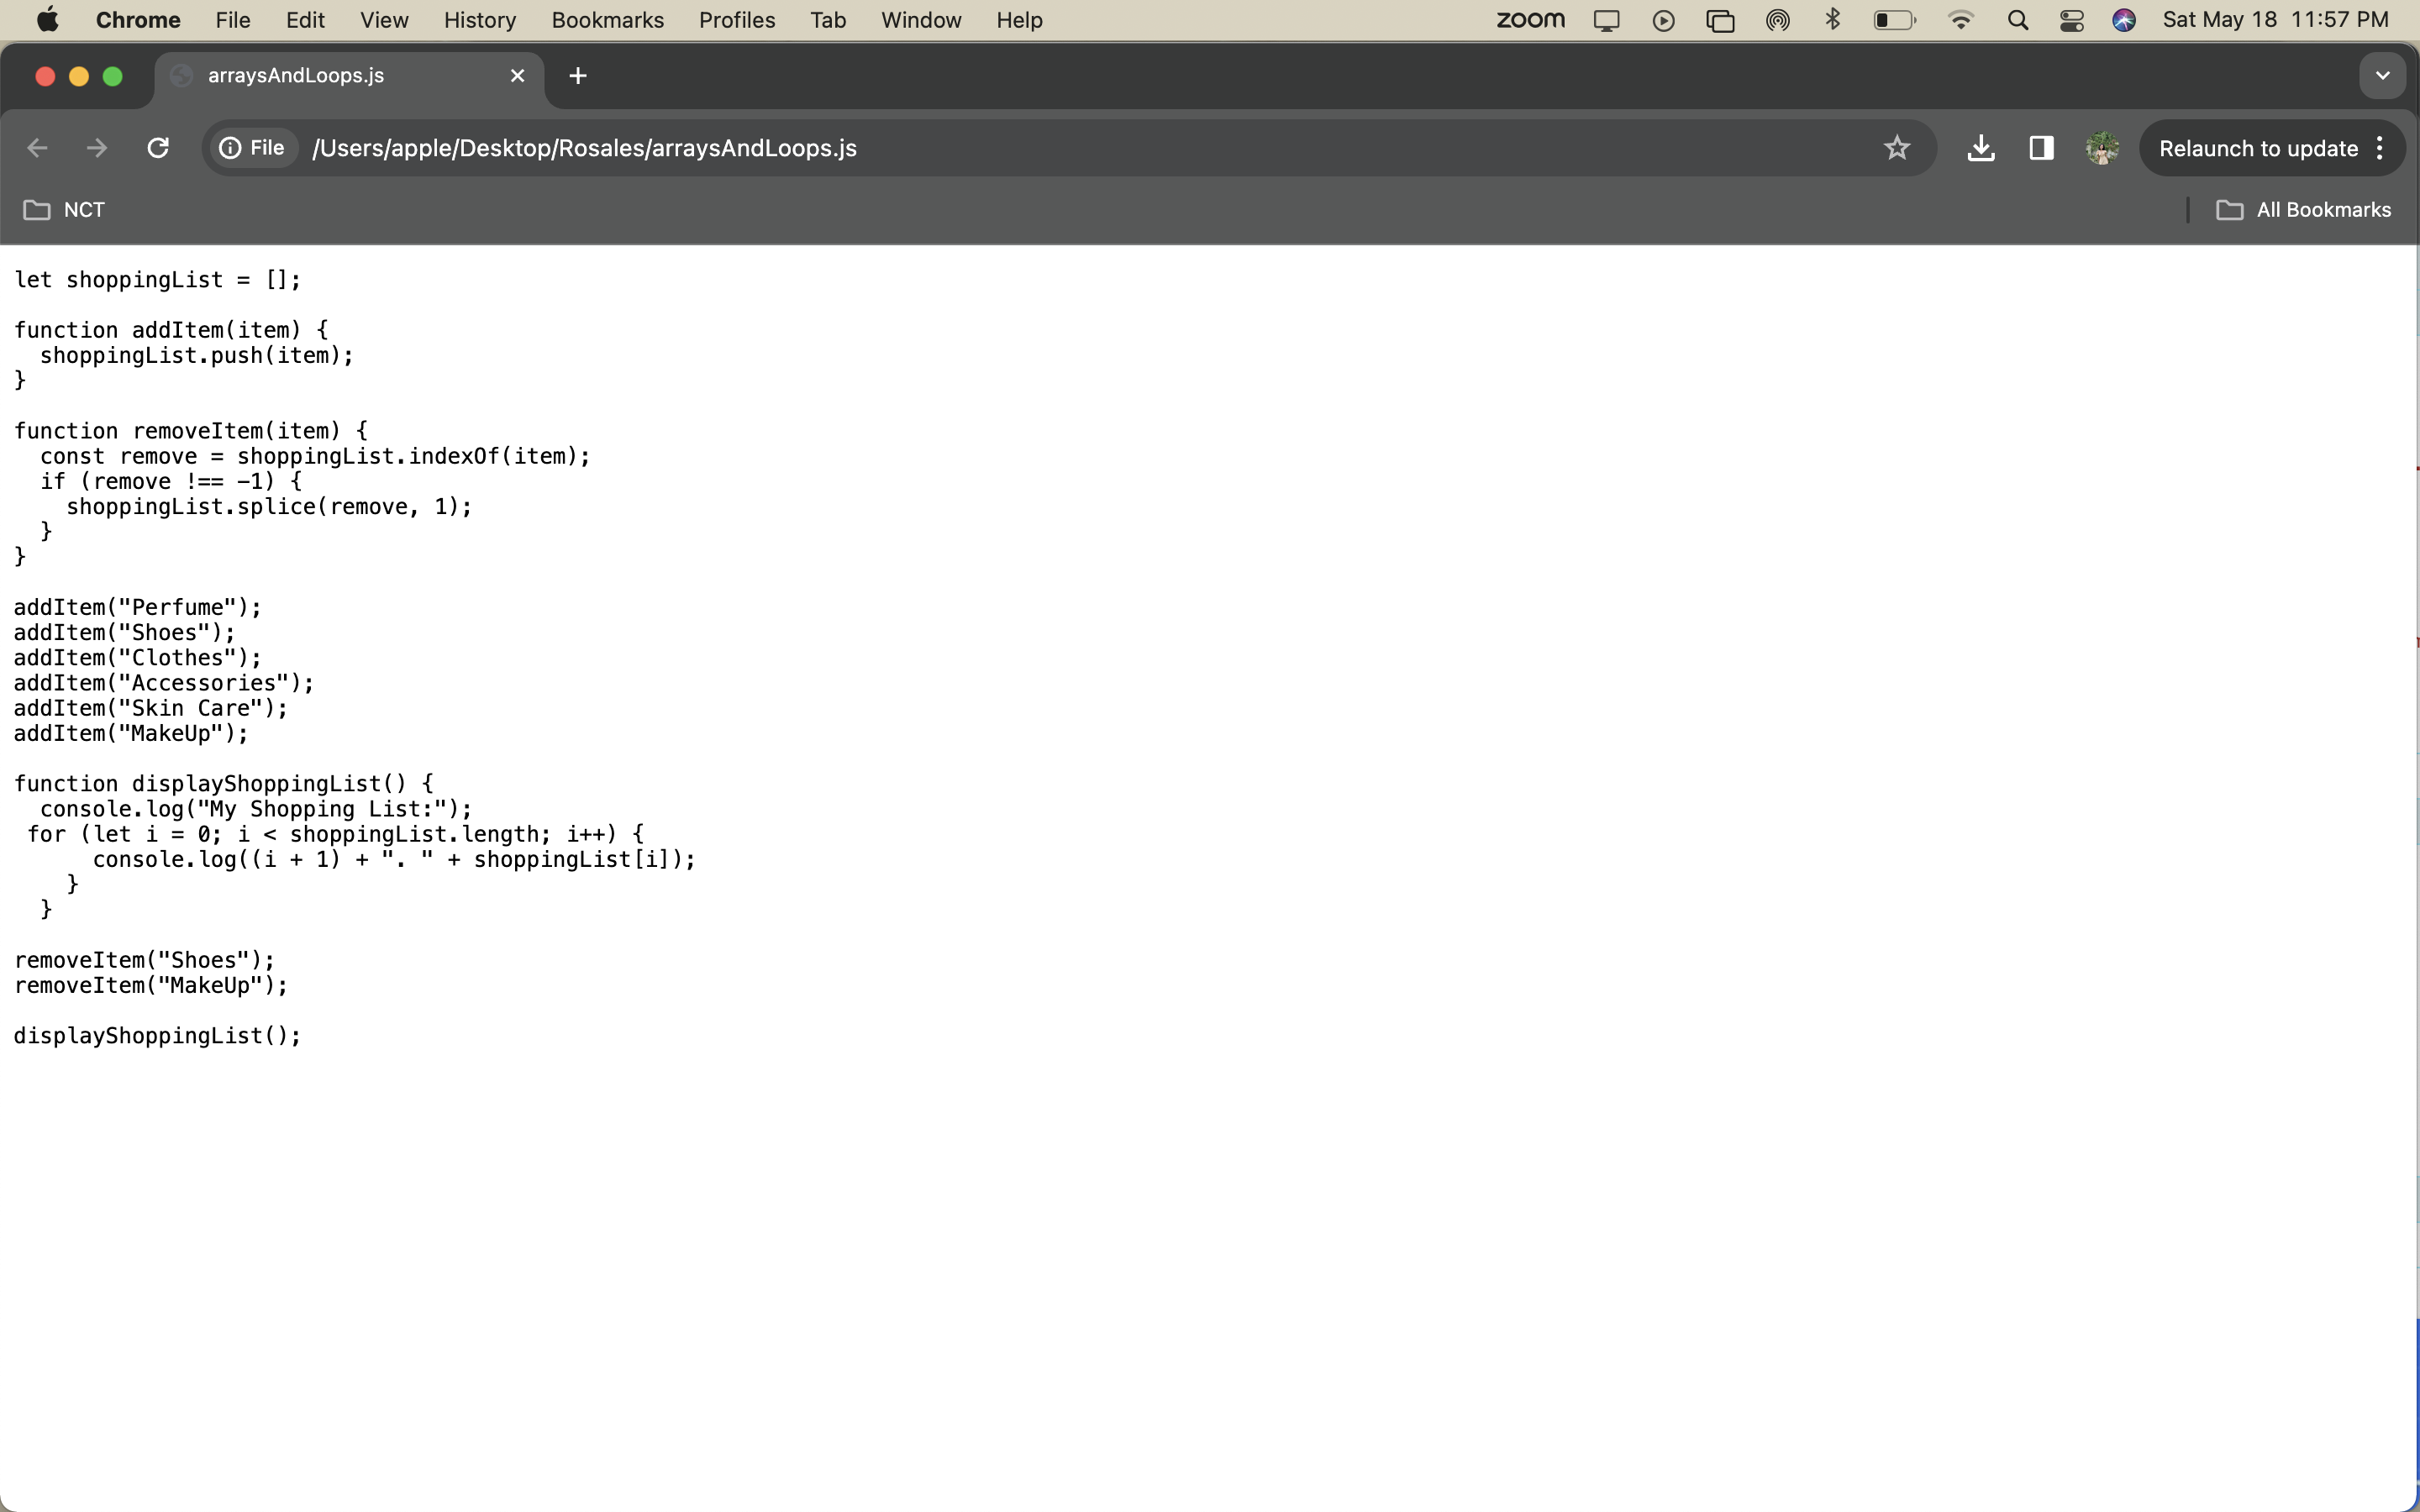 Chrome File Edit View History Bookmarks Profiles Tab Window Help zoom Sat May 18 11:57 PM
arraysAndLoops.js
File /Users/apple/Desktop/Rosales/arraysAndLoops.js Relaunch to update
NCT All Bookmarks
let shoppingList = [];
function addItem(item) {
  shoppingList.push(item);
}
function removeItem(item) {
  const remove = shoppingList.indexOf(item);
  if (remove !== -1) {
    shoppingList.splice(remove, 1);
  }
}
addItem("Perfume");
addItem("Shoes");
addItem("Clothes");
addItem("Accessories");
addItem("Skin Care");
addItem("MakeUp");
function displayShoppingList() {
  console.log("My Shopping List:");
 for (let i = 0; i < shoppingList.length; i++) {
      console.log((i + 1) + ". " + shoppingList[i]);
    }
  }
removeItem("Shoes");
removeItem("MakeUp");
displayShoppingList();